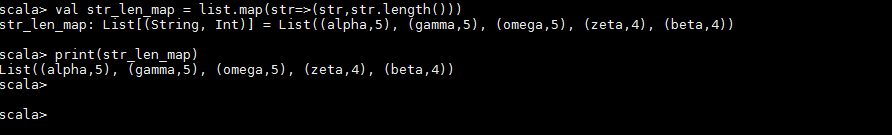 scala> val str_len_map = list.map(str=>(str,str.length()))
str_len_map: List[(String, Int)] = List((alpha,5), (gamma,5), (omega,5), (zeta,4), (beta,4))
scala> print(str_len_map)
List((alpha,5), (gamma,5), (omega,5), (zeta,4), (beta,4))
scala>
scala>